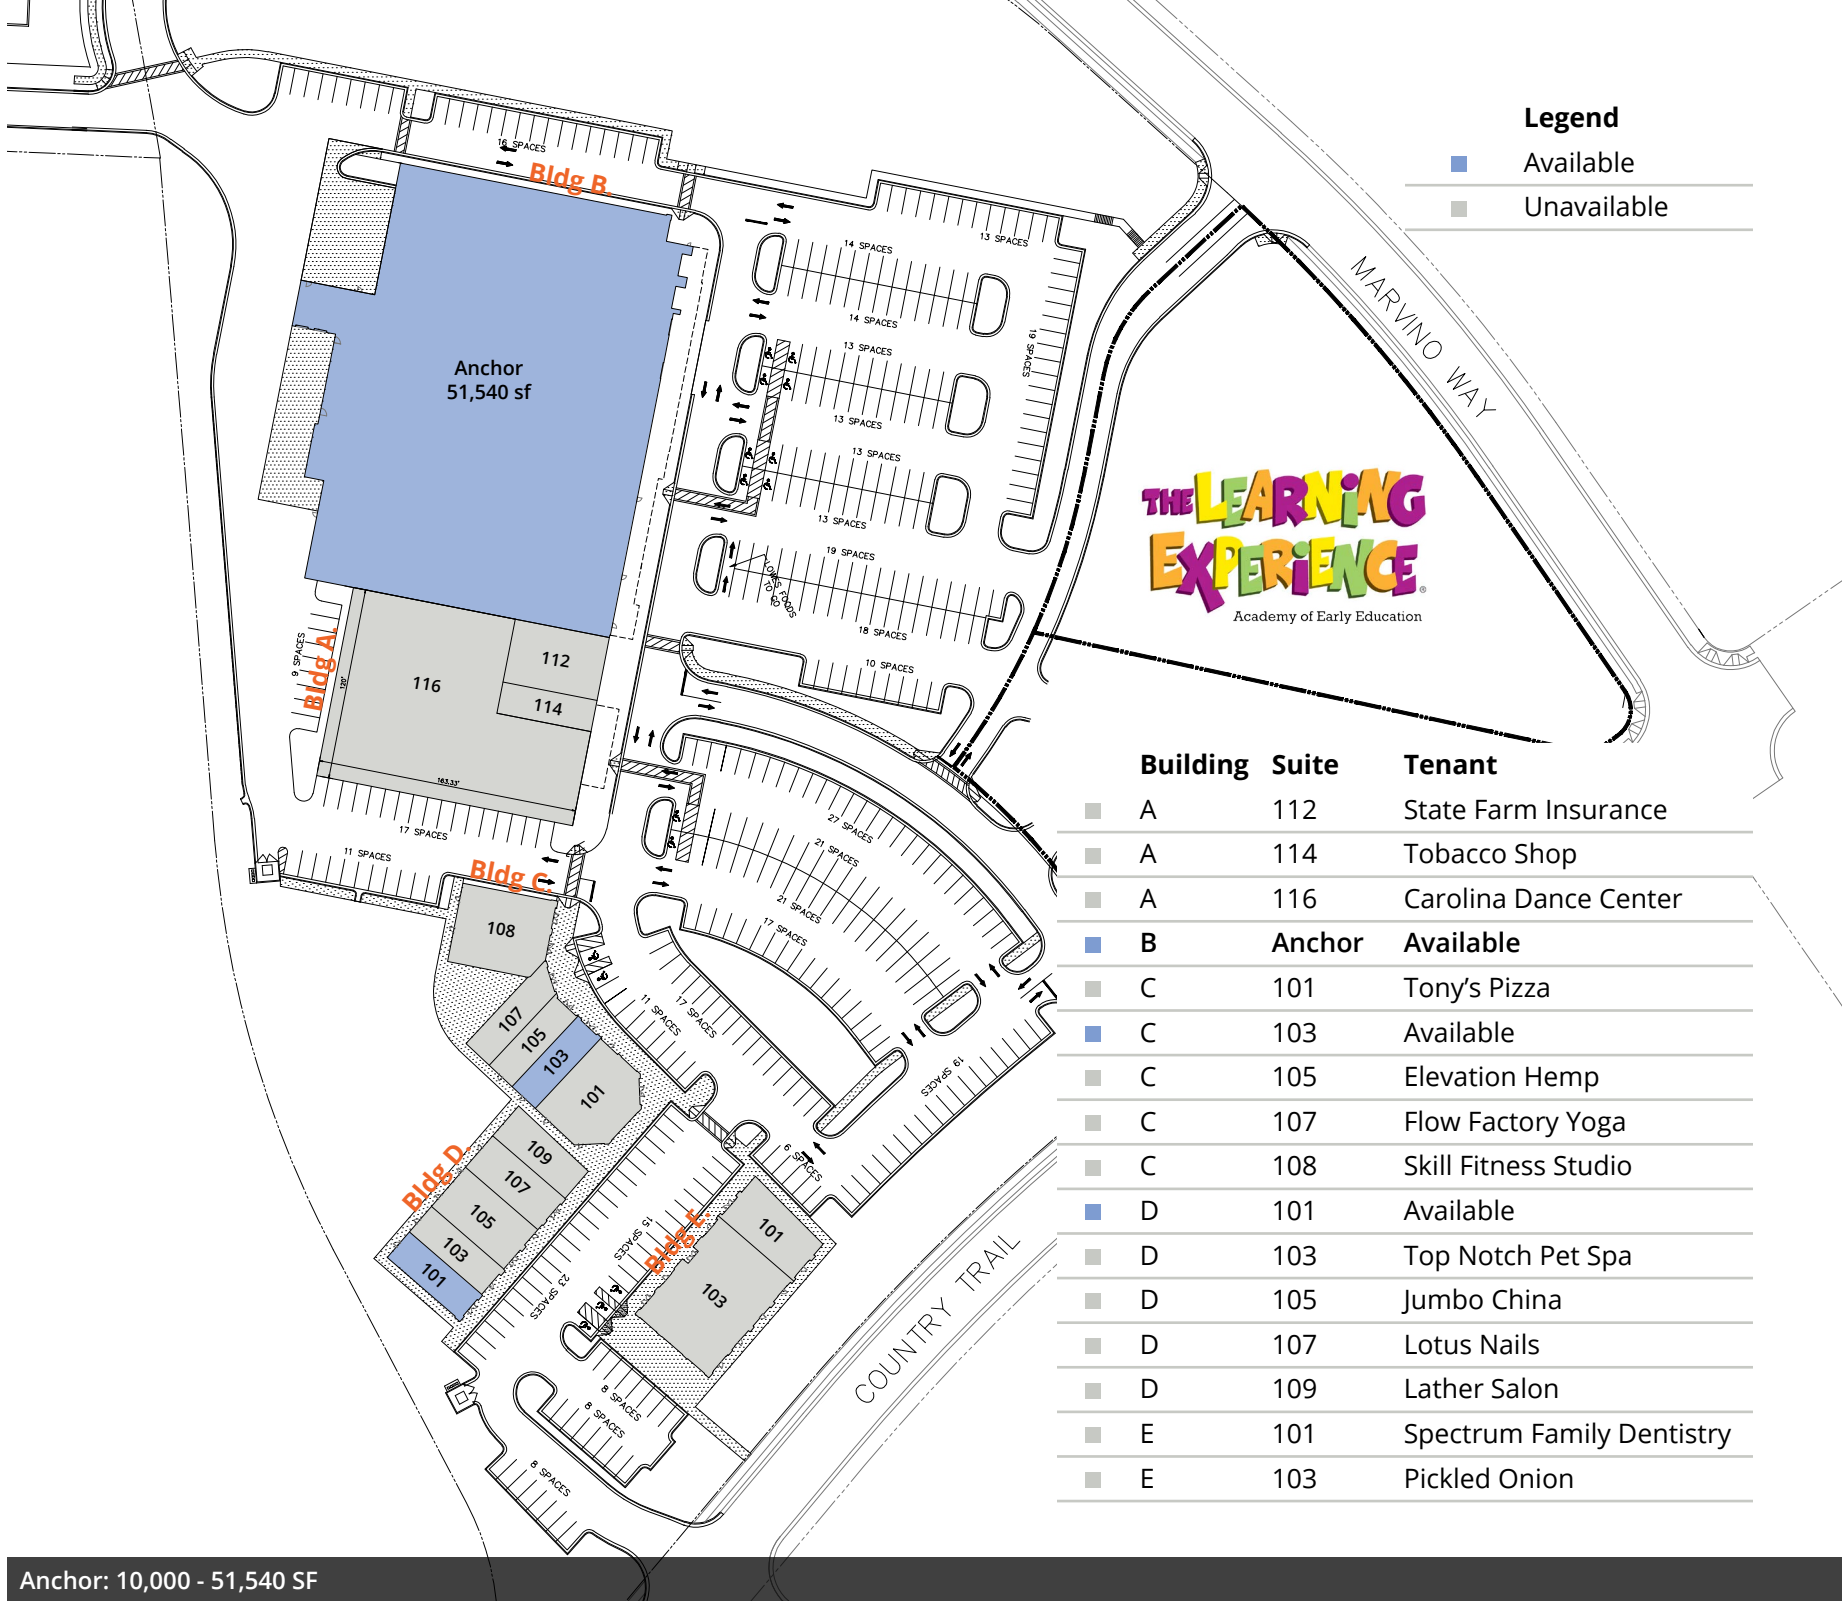 Legend
Available
Unavailable
16 SPACES
Bldg B.
13 SPACES
14 SPACES
14 SPACES
19 SPACES
13 SPACES
13 SPACES
13 SPACES
13 SPACES
19 SPACES
LOWES FOODS
TO GO
18 SPACES
10 SPACES
MARVINO WAY
Anchor
51,540 sf
THE LEARNING
EXPERIENCE®
Academy of Early Education
9 SPACES
Bldg A.
120'
116
112
114
163.33'
17 SPACES
11 SPACES
Bldg C.
108
107
105
103
101
27 SPACES
21 SPACES
21 SPACES
17 SPACES
17 SPACES
11 SPACES
19 SPACES
6 SPACES
Bldg D.
109
107
105
103
101
15 SPACES
23 SPACES
Bldg E.
101
103
8 SPACES
8 SPACES
8 SPACES
COUNTRY TRAIL
Building Suite Tenant
A 112 State Farm Insurance
A 114 Tobacco Shop
A 116 Carolina Dance Center
B Anchor Available
C 101 Tony's Pizza
C 103 Available
C 105 Elevation Hemp
C 107 Flow Factory Yoga
C 108 Skill Fitness Studio
D 101 Available
D 103 Top Notch Pet Spa
D 105 Jumbo China
D 107 Lotus Nails
D 109 Lather Salon
E 101 Spectrum Family Dentistry
E 103 Pickled Onion
Anchor: 10,000 - 51,540 SF